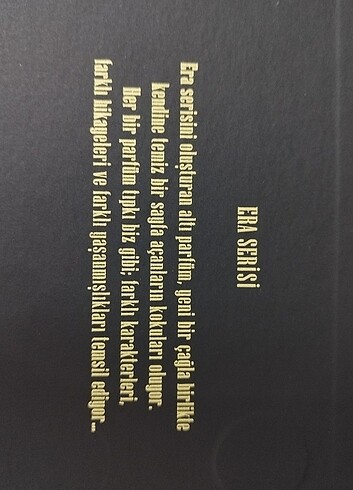 ERA SERİSİ
Era serisini oluşturan altı parfüm, yeni bir çağla birlikte
kendine temiz bir sayfa açanların kokuları oluyor.
Her bir parfüm tıpkı biz gibi; farklı karakterleri,
farklı hikayeleri ve farklı yaşanmışlıkları temsil ediyor...